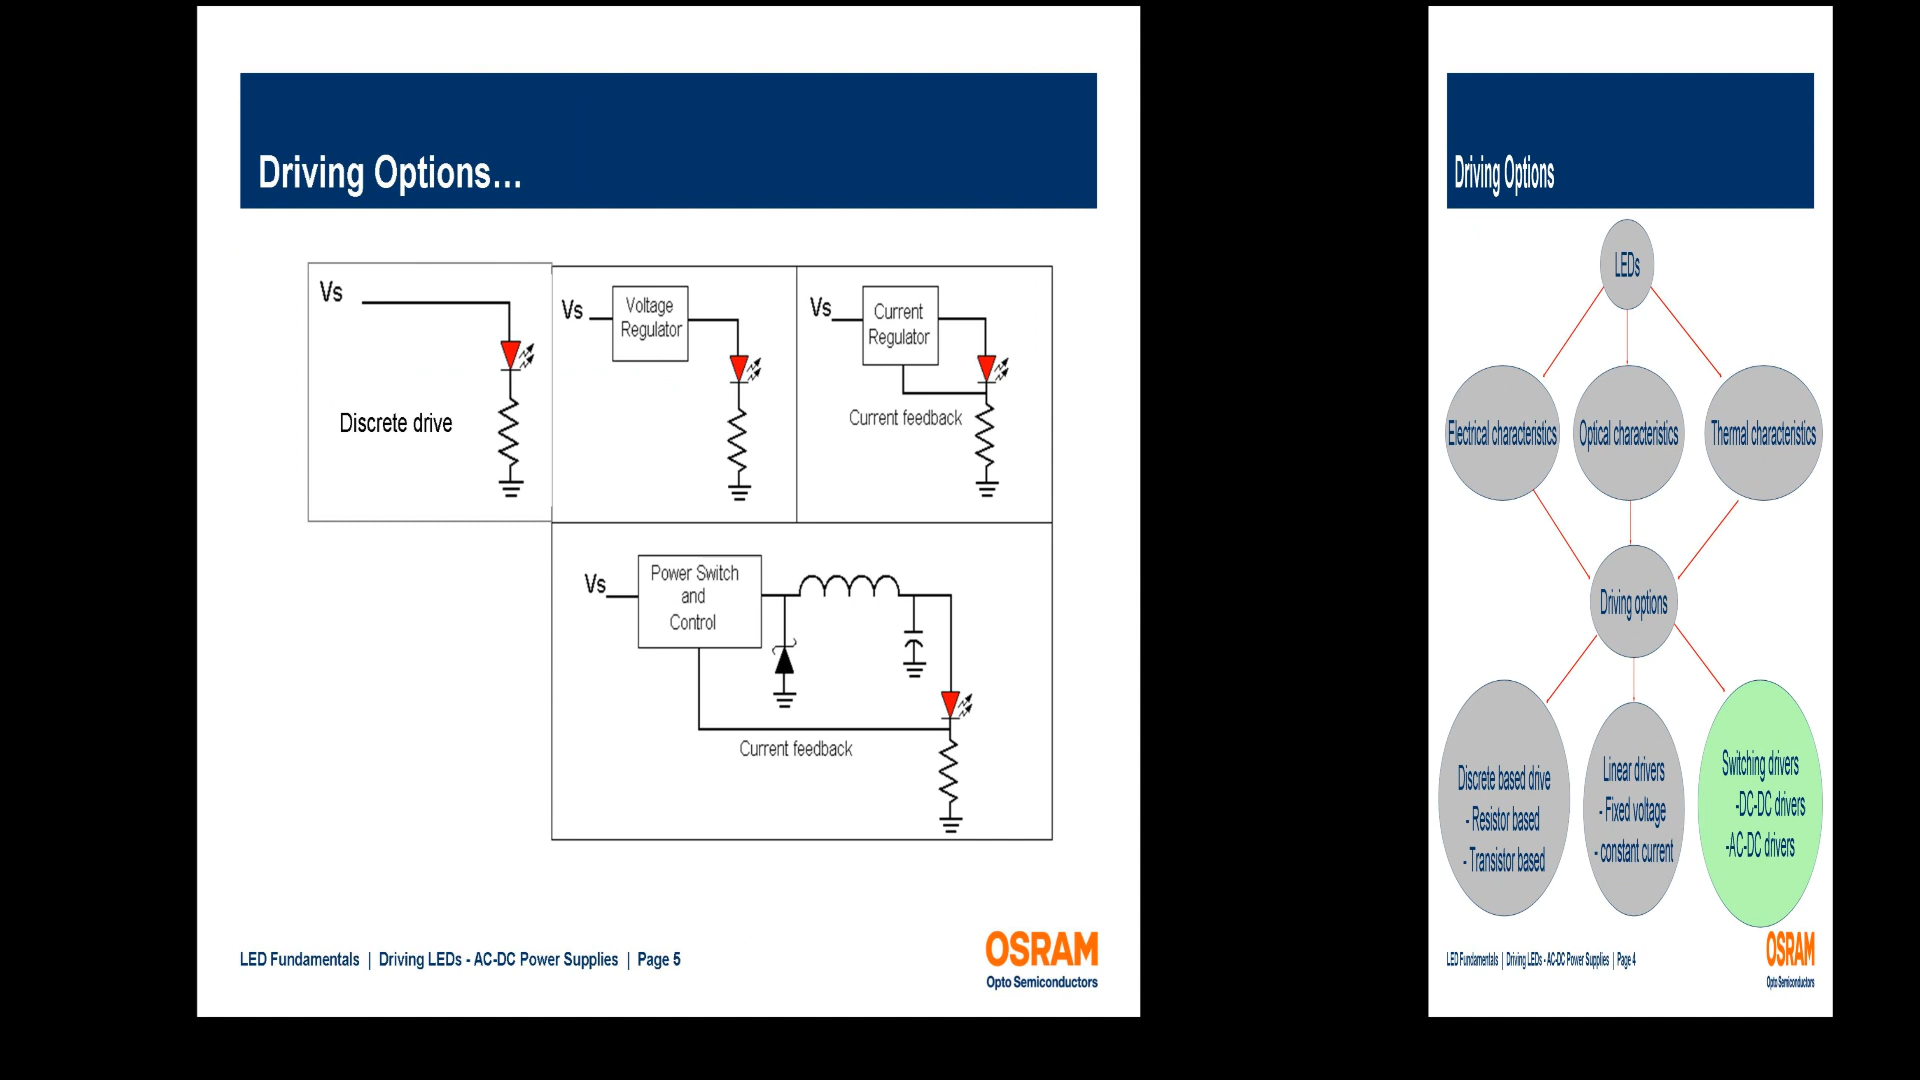 Driving Options...
Vs
Discrete drive
Vs
Voltage
Regulator
Vs
Current
Regulator
Current feedback
Vs
Power Switch
and
Control
Current feedback
LED Fundamentals | Driving LEDs - AC-DC Power Supplies | Page 5
OSRAM
Opto Semiconductors
Driving Options
LEDs
Electrical characteristics
Optical characteristics
Thermal characteristics
Driving options
Discrete based drive
- Resistor based
- Transistor based
Linear drivers
- Fixed voltage
- constant current
Switching drivers
-DC-DC drivers
-AC-DC drivers
LED Fundamentals | Driving LEDs - AC-DC Power Supplies | Page 4
OSRAM
Opto Semiconductors